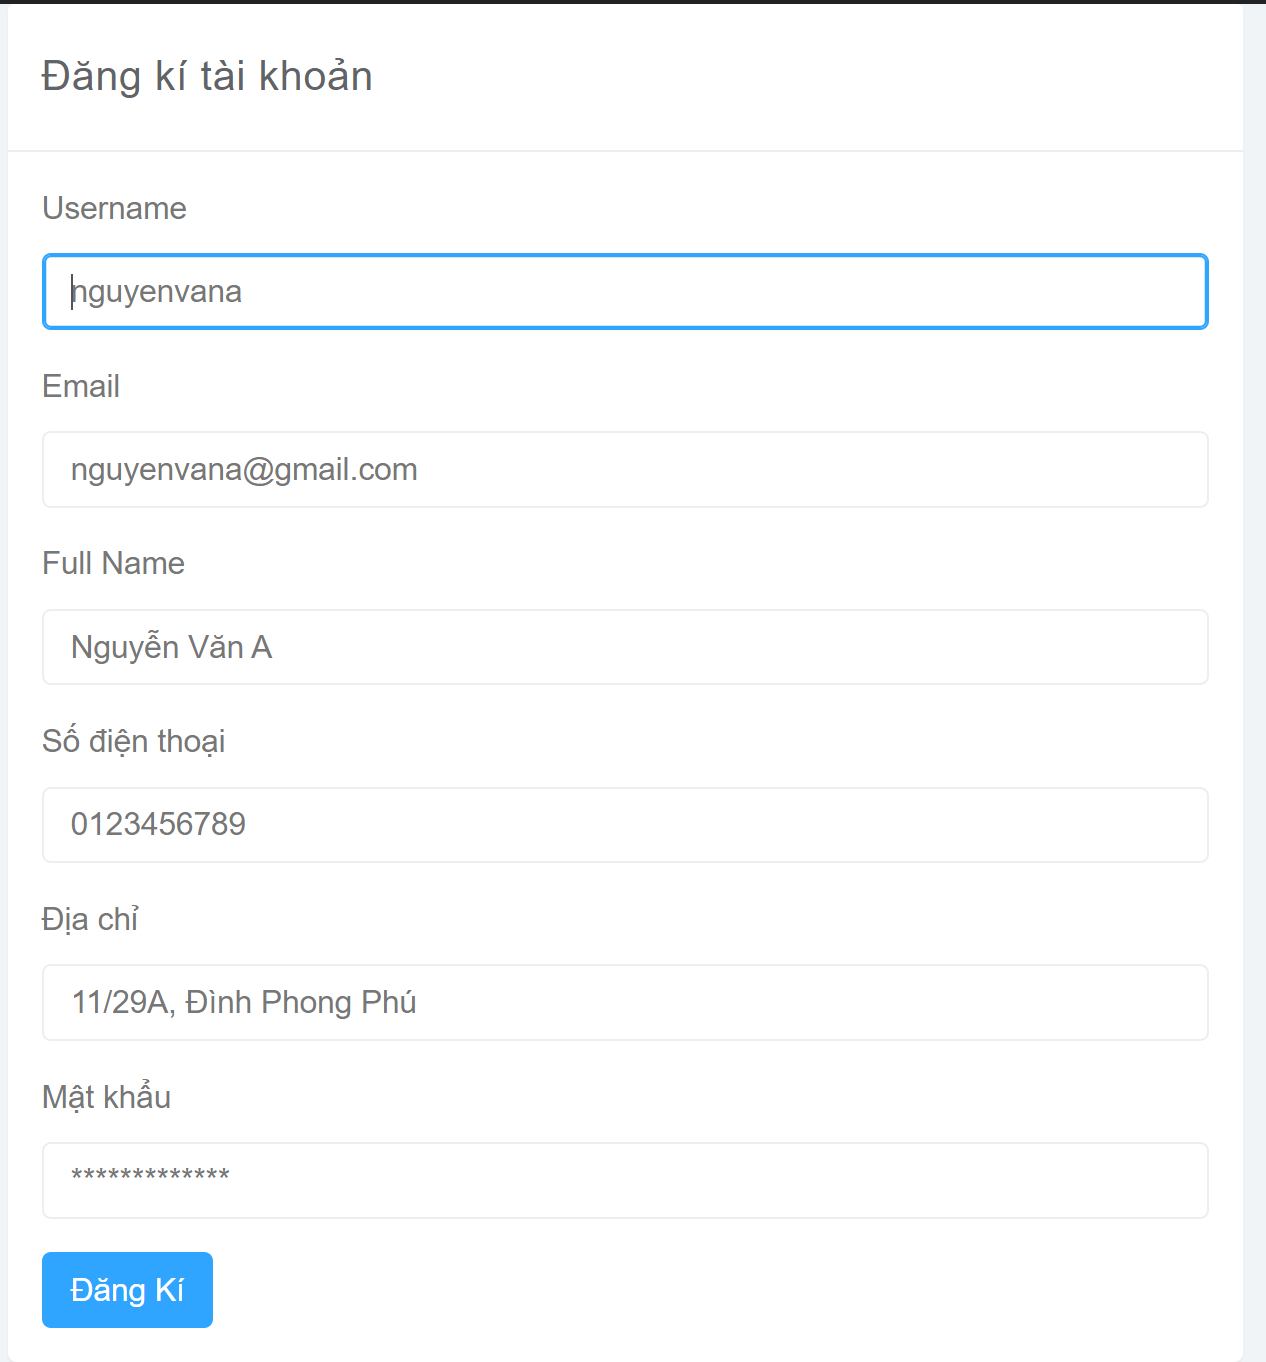 Đăng kí tài khoản
Username
nguyenvana
Email
nguyenvana@gmail.com
Full Name
Nguyễn Văn A
Số điện thoại
0123456789
Địa chỉ
11/29A, Đình Phong Phú
Mật khẩu
*************
Đăng Kí